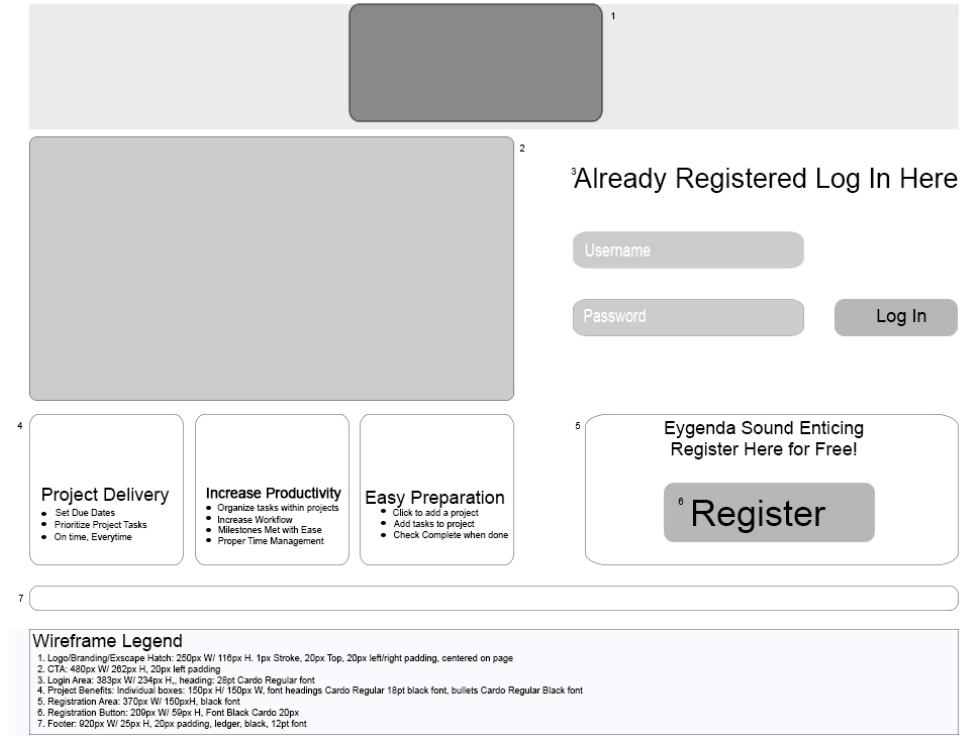 1
2
3Already Registered Log In Here
Username
Password
Log In
4
Project Delivery
• Set Due Dates
• Prioritize Project Tasks
• On time, Everytime
Increase Productivity
• Organize tasks within projects
• Increase Workflow
• Milestones Met with Ease
• Proper Time Management
Easy Preparation
• Click to add a project
• Add tasks to project
• Check Complete when done
5
Eygenda Sound Enticing
Register Here for Free!
6 Register
7
Wireframe Legend
1. Logo/Branding/Exscape Hatch: 250px W/ 116px H. 1px Stroke, 20px Top, 20px left/right padding, centered on page
2. CTA: 480px W/ 262px H, 20px left padding
3. Login Area: 383px W/ 234px H,, heading: 28pt Cardo Regular font
4. Project Benefits: Individual boxes: 150px H/ 150px W, font headings Cardo Regular 18pt black font, bullets Cardo Regular Black font
5. Registration Area: 370px W/ 150pxH, black font
6. Registration Button: 209px W/ 59px H, Font Black Cardo 20px
7. Footer: 920px W/ 25px H, 20px padding, ledger, black, 12pt font